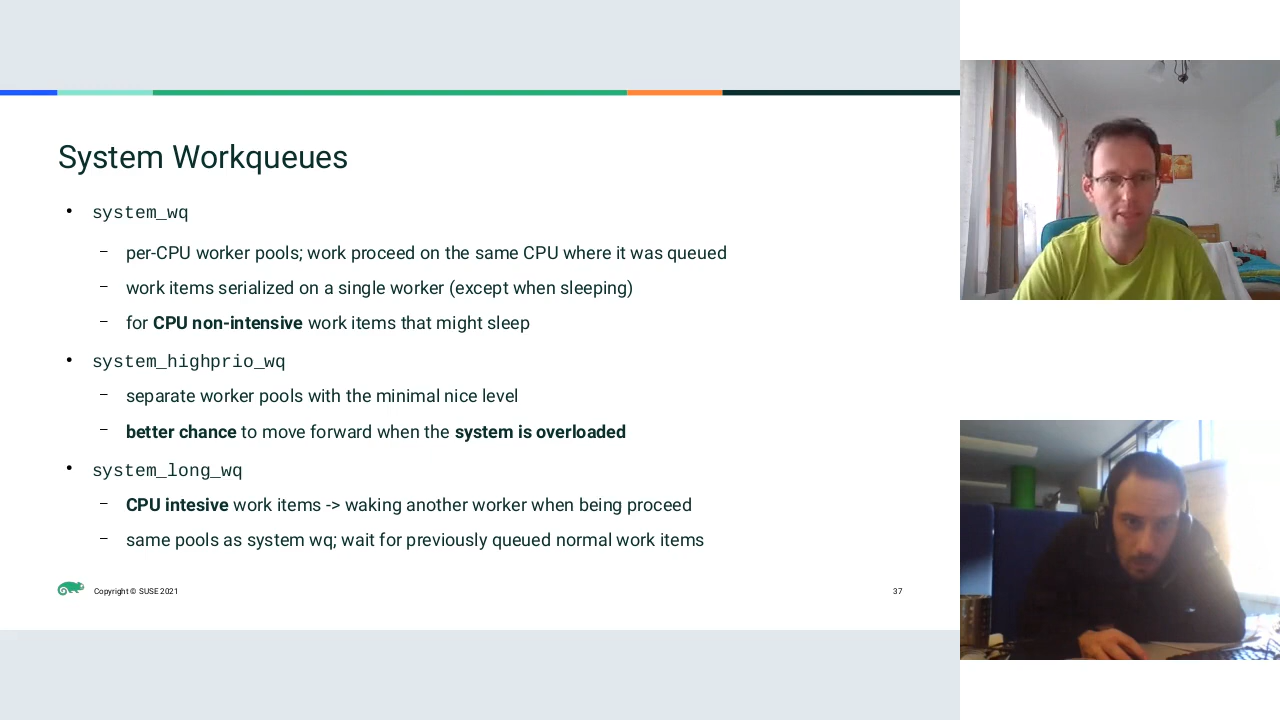 System Workqueues
• system_wq
– per-CPU worker pools; work proceed on the same CPU where it was queued
– work items serialized on a single worker (except when sleeping)
– for CPU non-intensive work items that might sleep
• system_highprio_wq
– separate worker pools with the minimal nice level
– better chance to move forward when the system is overloaded
• system_long_wq
– CPU intesive work items -> waking another worker when being proceed
– same pools as system wq; wait for previously queued normal work items
Copyright © SUSE 2021
37